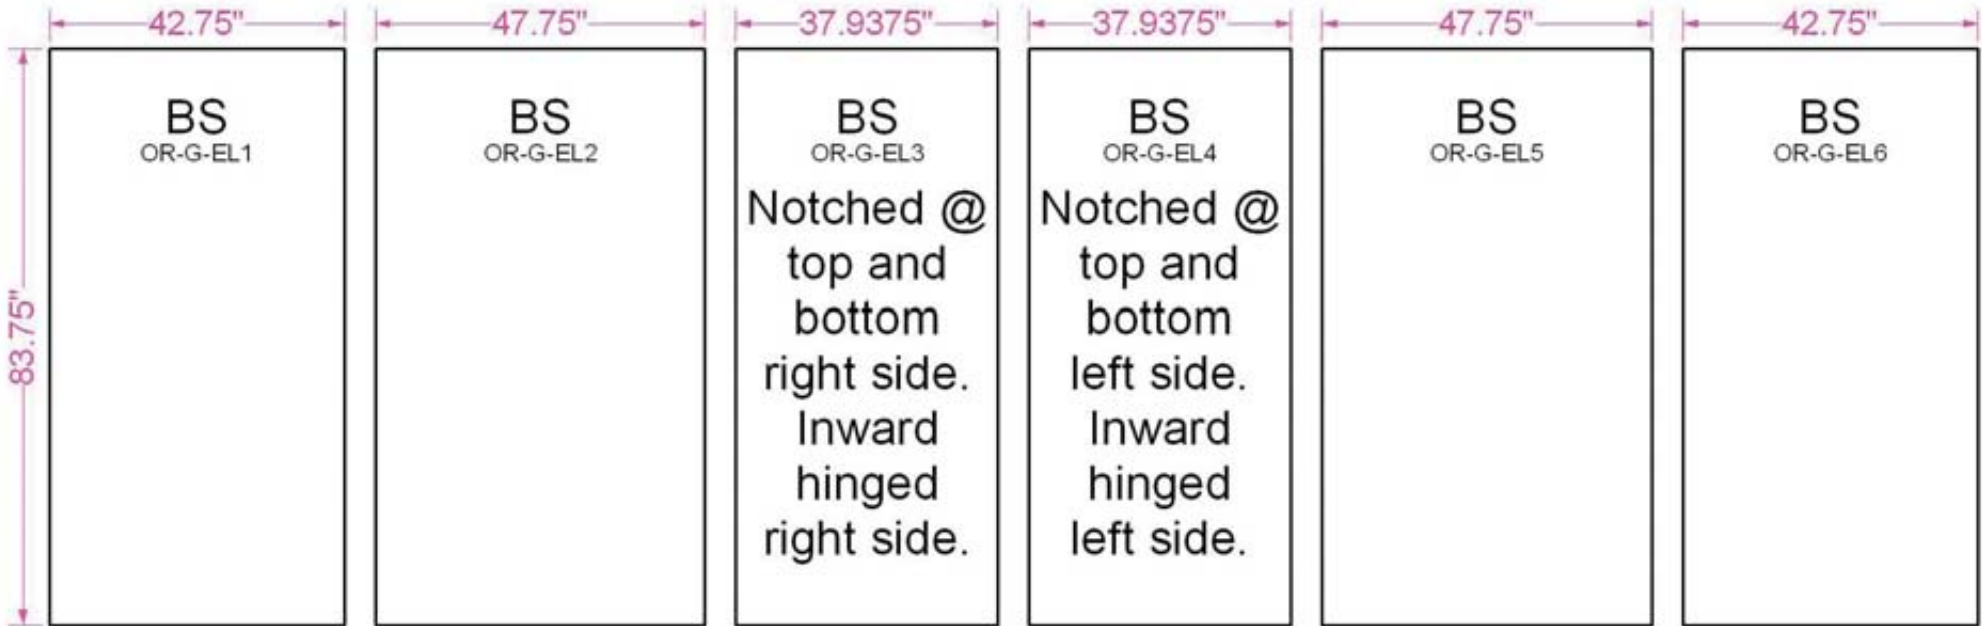 42.75"
47.75"
37.9375"
37.9375"
47.75"
42.75"
83.75"
BS
OR-G-EL1
BS
OR-G-EL2
BS
OR-G-EL3
Notched @
top and
bottom
right side.
Inward
hinged
right side.
BS
OR-G-EL4
Notched @
top and
bottom
left side.
Inward
hinged
left side.
BS
OR-G-EL5
BS
OR-G-EL6